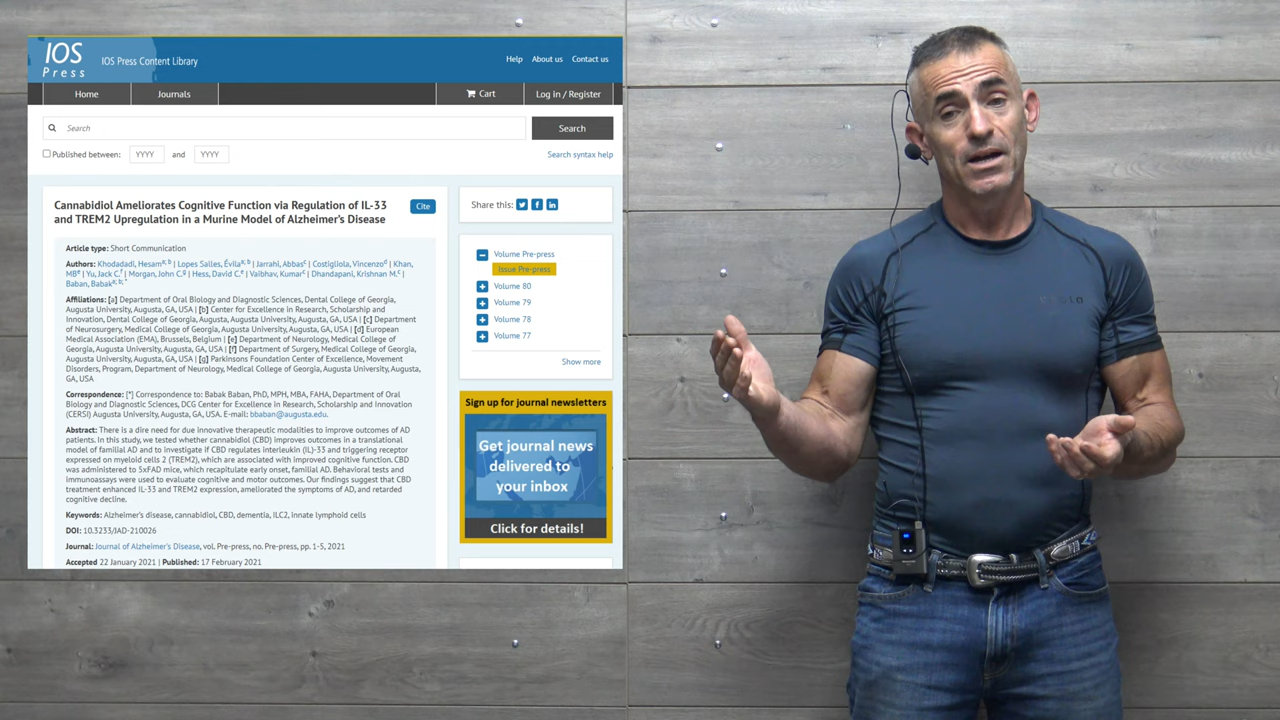 IOS
Press
IOS Press Content Library
Help About us Contact us
Home Journals Cart Log in / Register
Search Search
Published between: YYYY and YYYY Search syntax help
Cannabidiol Ameliorates Cognitive Function via Regulation of IL-33
and TREM2 Upregulation in a Murine Model of Alzheimer's Disease
Cite
Article type: Short Communication
Authors: Khodadadi, Hesam a, b | Lopes Salles, Évila a, b | Jarrahi, Abbas c | Costigliola, Vincenzo d | Khan,
MB e | Yu, Jack C. f | Morgan, John C. g | Hess, David C. e | Vaibhav, Kumar c | Dhandapani, Krishnan M. c |
Baban, Babak a, b, *
Affiliations: [a] Department of Oral Biology and Diagnostic Sciences, Dental College of Georgia,
Augusta University, Augusta, GA, USA | [b] Center for Excellence in Research, Scholarship and
Innovation, Dental College of Georgia, Augusta University, Augusta, GA, USA | [c] Department
of Neurosurgery, Medical College of Georgia, Augusta University, Augusta, GA, USA | [d] European
Medical Association (EMA), Brussels, Belgium | [e] Department of Neurology, Medical College of
Georgia, Augusta University, Augusta, GA, USA | [f] Department of Surgery, Medical College of Georgia,
Augusta University, Augusta, GA, USA | [g] Parkinsons Foundation Center of Excellence, Movement
Disorders, Program, Department of Neurology, Medical College of Georgia, Augusta University, Augusta,
GA, USA
Correspondence: [*] Correspondence to: Babak Baban, PhD, MPH, MBA, FAHA, Department of Oral
Biology and Diagnostic Sciences, DCG Center for Excellence in Research, Scholarship and Innovation
(CERSI) Augusta University, Augusta, GA, USA. E-mail: bbaban@augusta.edu.
Abstract: There is a dire need for due innovative therapeutic modalities to improve outcomes of AD
patients. In this study, we tested whether cannabidiol (CBD) improves outcomes in a translational
model of familial AD and to investigate if CBD regulates interleukin (IL)-33 and triggering receptor
expressed on myeloid cells 2 (TREM2), which are associated with improved cognitive function. CBD
was administered to 5xFAD mice, which recapitulate early onset, familial AD. Behavioral tests and
immunoassays were used to evaluate cognitive and motor outcomes. Our findings suggest that CBD
treatment enhanced IL-33 and TREM2 expression, ameliorated the symptoms of AD, and retarded
cognitive decline.
Keywords: Alzheimer's disease, cannabidiol, CBD, dementia, ILC2, innate lymphoid cells
DOI: 10.3233/JAD-210026
Journal: Journal of Alzheimer's Disease, vol. Pre-press, no. Pre-press, pp. 1-5, 2021
Accepted 22 January 2021 | Published: 17 February 2021
Share this:
Volume Pre-press
Issue Pre-press
Volume 80
Volume 79
Volume 78
Volume 77
Show more
Sign up for journal newsletters
Get journal news
delivered to
your inbox
Click for details!